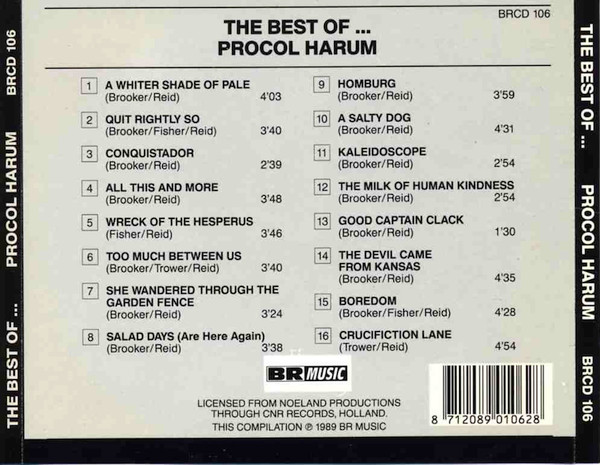 BRCD 106
THE BEST OF ...
PROCOL HARUM
1 A WHITER SHADE OF PALE
(Brooker/Reid) 4'03
2 QUIT RIGHTLY SO
(Brooker/Fisher/Reid) 3'40
3 CONQUISTADOR
(Brooker/Reid) 2'39
4 ALL THIS AND MORE
(Brooker/Reid) 3'48
5 WRECK OF THE HESPERUS
(Fisher/Reid) 3'46
6 TOO MUCH BETWEEN US
(Brooker/Trower/Reid) 3'40
7 SHE WANDERED THROUGH THE
GARDEN FENCE
(Brooker/Reid) 3'24
8 SALAD DAYS (Are Here Again)
(Brooker/Reid) 3'38
9 HOMBURG
(Brooker/Reid) 3'59
10 A SALTY DOG
(Brooker/Reid) 4'31
11 KALEIDOSCOPE
(Brooker/Reid) 2'54
12 THE MILK OF HUMAN KINDNESS
(Brooker/Reid) 2'54
13 GOOD CAPTAIN CLACK
(Brooker/Reid) 1'30
14 THE DEVIL CAME
FROM KANSAS
(Brooker/Reid) 4'35
15 BOREDOM
(Brooker/Fisher/Reid) 4'28
16 CRUCIFICTION LANE
(Trower/Reid) 4'54
BR MUSIC
LICENSED FROM NOELAND PRODUCTIONS
THROUGH CNR RECORDS, HOLLAND.
THIS COMPILATION ℗ 1989 BR MUSIC
8 712089 010628
THE BEST OF ... PROCOL HARUM BRCD 106
THE BEST OF ... PROCOL HARUM BRCD 106